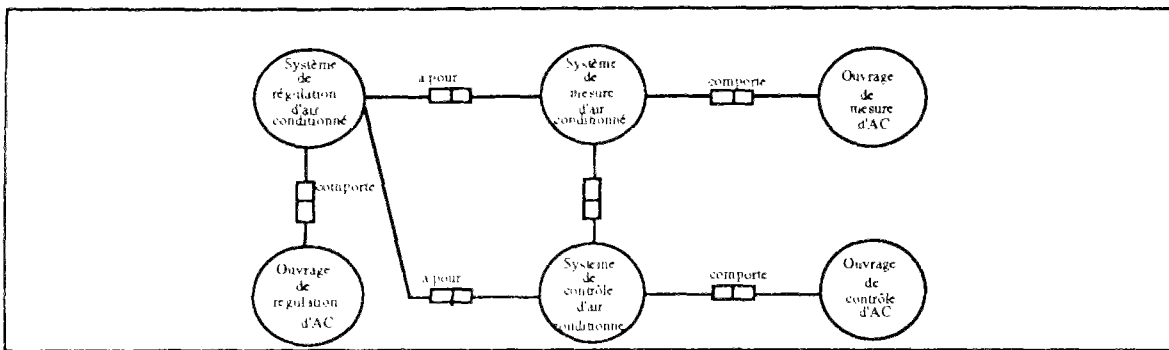 Système
de
régulation
d'air
conditionné
a pour
Système
de
mesure
d'air
conditionné
comporte
Ouvrage
de
mesure
d'AC
comporte
Ouvrage
de
régulation
d'AC
a pour
Système
de
contrôle
d'air
conditionné
comporte
Ouvrage
de
contrôle
d'AC